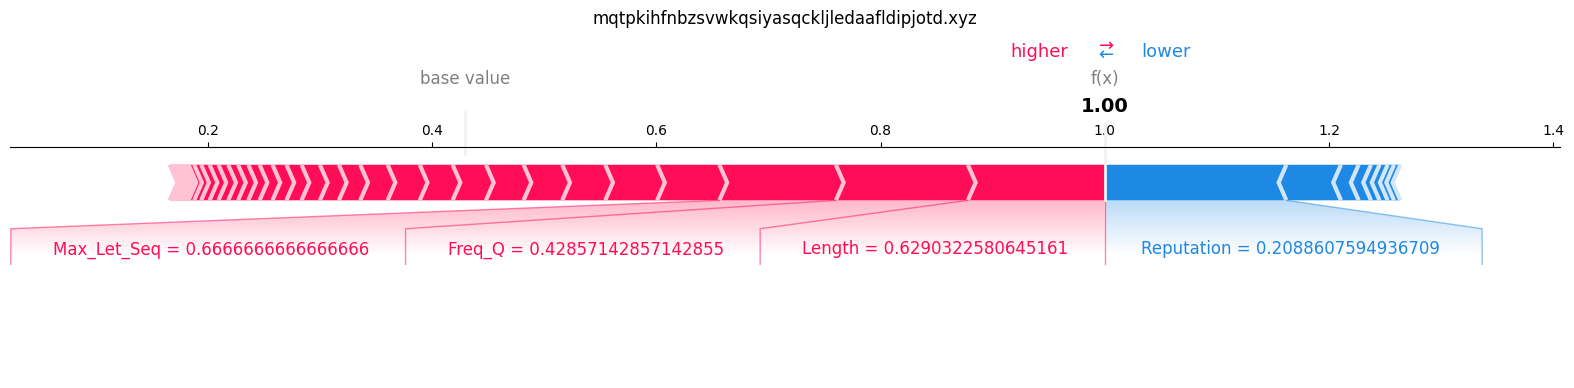 mqtpkihfnbzsvwkqsiyasqckljledaafldipjotd.xyz
higher ⇄ lower
base value f(x)
1.00
0.2 0.4 0.6 0.8 1.0 1.2 1.4
Max_Let_Seq = 0.6666666666666666 Freq_Q = 0.42857142857142855 Length = 0.6290322580645161 Reputation = 0.2088607594936709